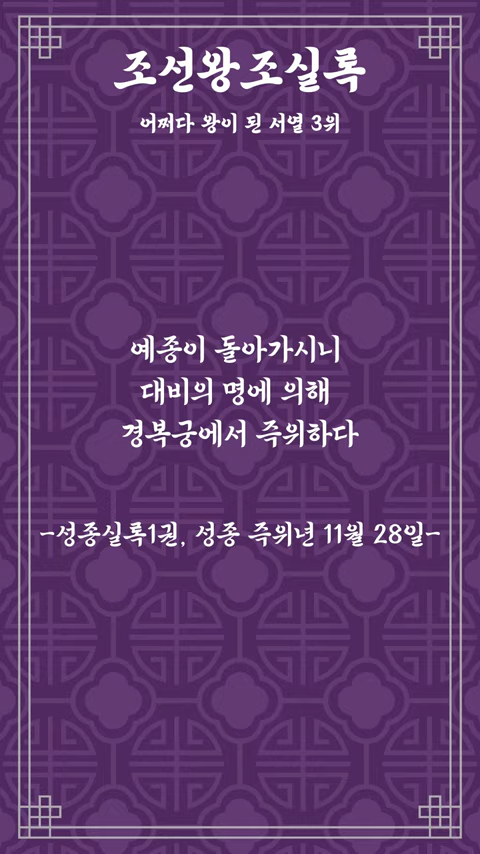 조선왕조실록
어쩌다 왕이 된 서열 3위
예종이 돌아가시니
대비의 명에 의해
경복궁에서 즉위하다
-성종실록1권, 성종 즉위년 11월 28일-